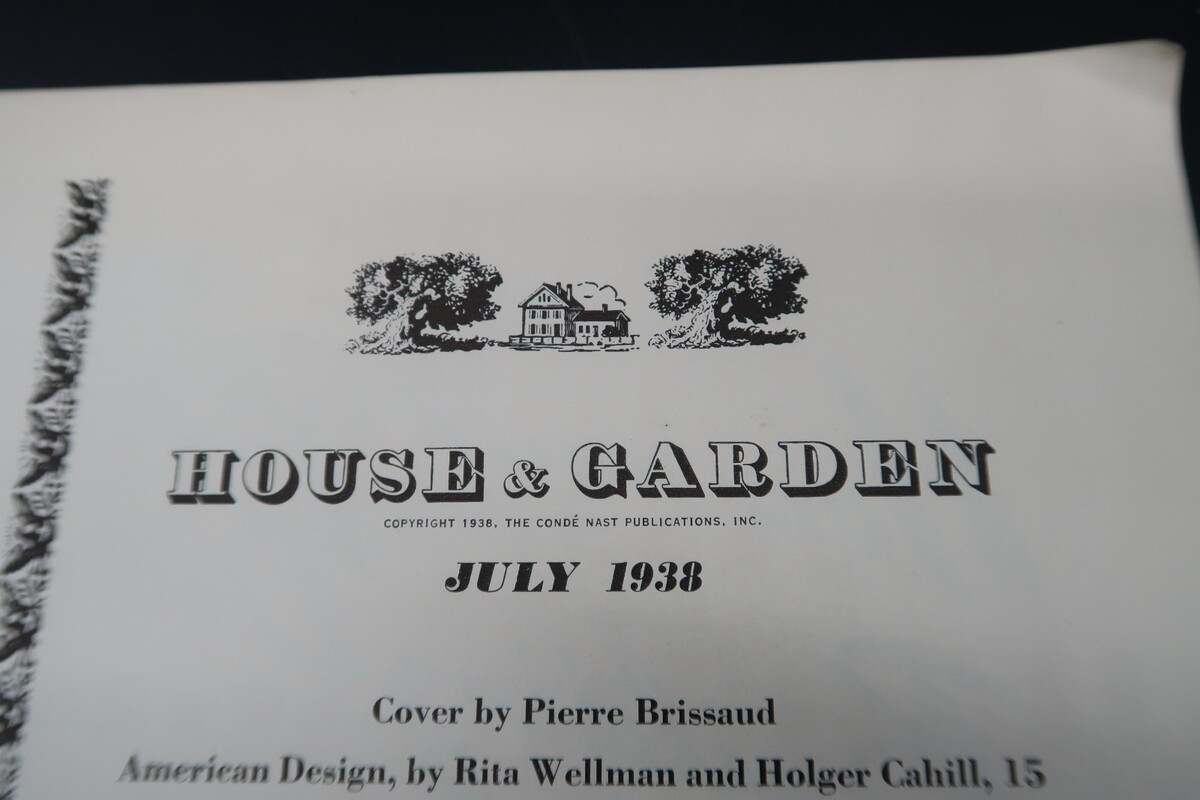 HOUSE & GARDEN
COPYRIGHT 1938, THE CONDÉ NAST PUBLICATIONS, INC.
JULY 1938
Cover by Pierre Brissaud
American Design, by Rita Wellman and Holger Cahill, 15